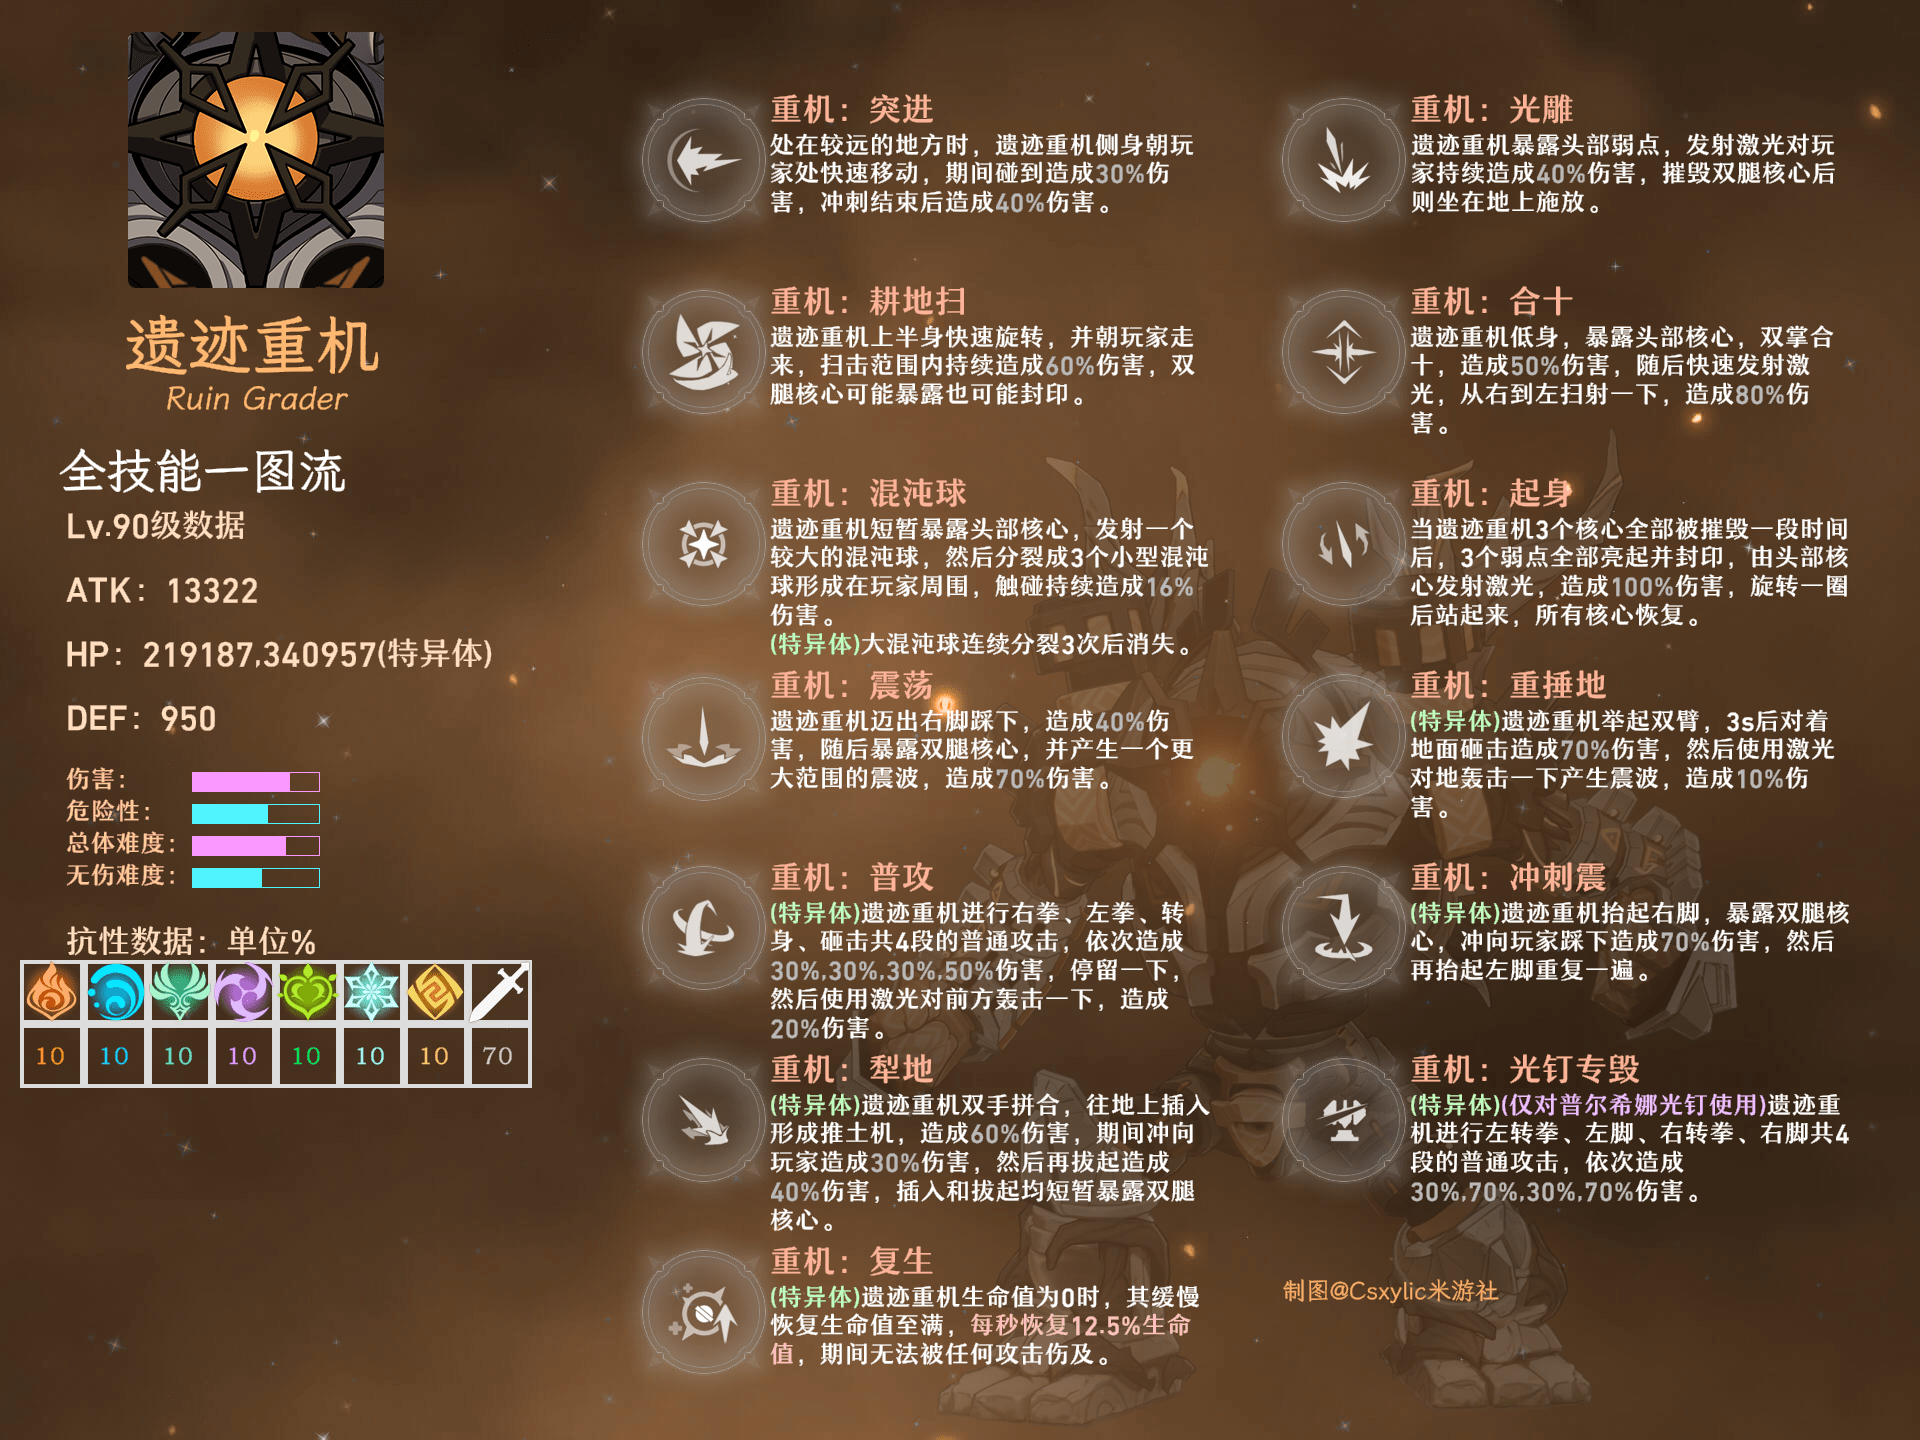 遗迹重机
Ruin Grader
全技能一图流
Lv.90级数据
ATK：13322
HP：219187,340957(特异体)
DEF：950
伤害：
危险性：
总体难度：
无伤难度：
抗性数据：单位%
10 10 10 10 10 10 10 70
重机：突进
处在较远的地方时，遗迹重机侧身朝玩
家处快速移动，期间碰到造成30%伤
害，冲刺结束后造成40%伤害。
重机：耕地扫
遗迹重机上半身快速旋转，并朝玩家走
来，扫击范围内持续造成60%伤害，双
腿核心可能暴露也可能封印。
重机：混沌球
遗迹重机短暂暴露头部核心，发射一个
较大的混沌球，然后分裂成3个小型混沌
球形成在玩家周围，触碰持续造成16%
伤害。
(特异体)大混沌球连续分裂3次后消失。
重机：震荡
遗迹重机迈出右脚踩下，造成40%伤
害，随后暴露双腿核心，并产生一个更
大范围的震波，造成70%伤害。
重机：普攻
(特异体)遗迹重机进行右拳、左拳、转
身、砸击共4段的普通攻击，依次造成
30%,30%,30%,50%伤害，停留一下，
然后使用激光对前方轰击一下，造成
20%伤害。
重机：犁地
(特异体)遗迹重机双手拼合，往地上插入
形成推土机，造成60%伤害，期间冲向
玩家造成30%伤害，然后再拔起造成
40%伤害，插入和拔起均短暂暴露双腿
核心。
重机：复生
(特异体)遗迹重机生命值为0时，其缓慢
恢复生命值至满，每秒恢复12.5%生命
值，期间无法被任何攻击伤及。
重机：光雕
遗迹重机暴露头部弱点，发射激光对玩
家持续造成40%伤害，摧毁双腿核心后
则坐在地上施放。
重机：合十
遗迹重机低身，暴露头部核心，双掌合
十，造成50%伤害，随后快速发射激
光，从右到左扫射一下，造成80%伤
害。
重机：起身
当遗迹重机3个核心全部被摧毁一段时间
后，3个弱点全部亮起并封印，由头部核
心发射激光，造成100%伤害，旋转一圈
后站起来，所有核心恢复。
重机：重捶地
(特异体)遗迹重机举起双臂，3s后对着
地面砸击造成70%伤害，然后使用激光
对地轰击一下产生震波，造成10%伤
害。
重机：冲刺震
(特异体)遗迹重机抬起右脚，暴露双腿核
心，冲向玩家踩下造成70%伤害，然后
再抬起左脚重复一遍。
重机：光钉专毁
(特异体)(仅对普尔希娜光钉使用)遗迹重
机进行左转拳、左脚、右转拳、右脚共4
段的普通攻击，依次造成
30%,70%,30%,70%伤害。
制图@Csxylic米游社